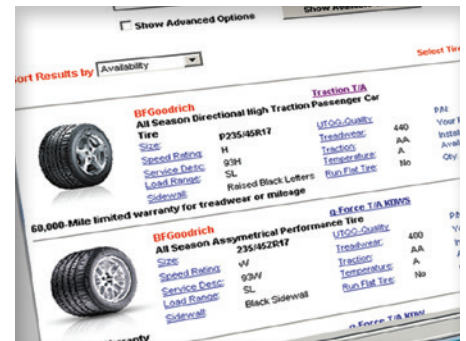 Show Advanced Options
Sort Results by Availability
Select Tire
BFGoodrich Traction T/A
All Season Directional High Traction Passenger Car
Tire
Size: P235/45R17 UTQG-Quality P/N:
Speed Rating: H Treadwear: 440
Service Desc: 93H Traction: AA
Load Range: SL Temperature: A
Sidewall: Raised Black Letters Run Flat Tire: No Qty:
60,000-Mile limited warranty for treadwear or mileage
BFGoodrich g-Force T/A KDWS
All Season Assymetrical Performance Tire
Size: 235/45ZR17 UTQG-Quality
Speed Rating: W Treadwear: 400
Service Desc: 93W Traction: AA
Load Range: SL Temperature: A
Sidewall: Black Sidewall Run Flat Tire: No
g-Force T/A KDW